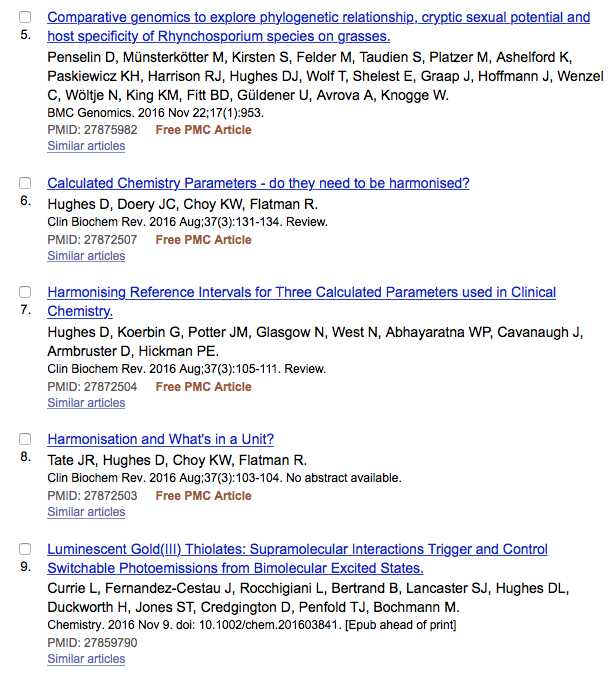 5.
Comparative genomics to explore phylogenetic relationship, cryptic sexual potential and
host specificity of Rhynchosporium species on grasses.
Penselin D, Münsterkötter M, Kirsten S, Felder M, Taudien S, Platzer M, Ashelford K,
Paskiewicz KH, Harrison RJ, Hughes DJ, Wolf T, Shelest E, Graap J, Hoffmann J, Wenzel
C, Wöltje N, King KM, Fitt BD, Güldener U, Avrova A, Knogge W.
BMC Genomics. 2016 Nov 22;17(1):953.
PMID: 27875982 Free PMC Article
Similar articles
6.
Calculated Chemistry Parameters - do they need to be harmonised?
Hughes D, Doery JC, Choy KW, Flatman R.
Clin Biochem Rev. 2016 Aug;37(3):131-134. Review.
PMID: 27872507 Free PMC Article
Similar articles
7.
Harmonising Reference Intervals for Three Calculated Parameters used in Clinical
Chemistry.
Hughes D, Koerbin G, Potter JM, Glasgow N, West N, Abhayaratna WP, Cavanaugh J,
Armbruster D, Hickman PE.
Clin Biochem Rev. 2016 Aug;37(3):105-111. Review.
PMID: 27872504 Free PMC Article
Similar articles
8.
Harmonisation and What's in a Unit?
Tate JR, Hughes D, Choy KW, Flatman R.
Clin Biochem Rev. 2016 Aug;37(3):103-104. No abstract available.
PMID: 27872503 Free PMC Article
Similar articles
9.
Luminescent Gold(III) Thiolates: Supramolecular Interactions Trigger and Control
Switchable Photoemissions from Bimolecular Excited States.
Currie L, Fernandez-Cestau J, Rocchigiani L, Bertrand B, Lancaster SJ, Hughes DL,
Duckworth H, Jones ST, Credgington D, Penfold TJ, Bochmann M.
Chemistry. 2016 Nov 9. doi: 10.1002/chem.201603841. [Epub ahead of print]
PMID: 27859790
Similar articles